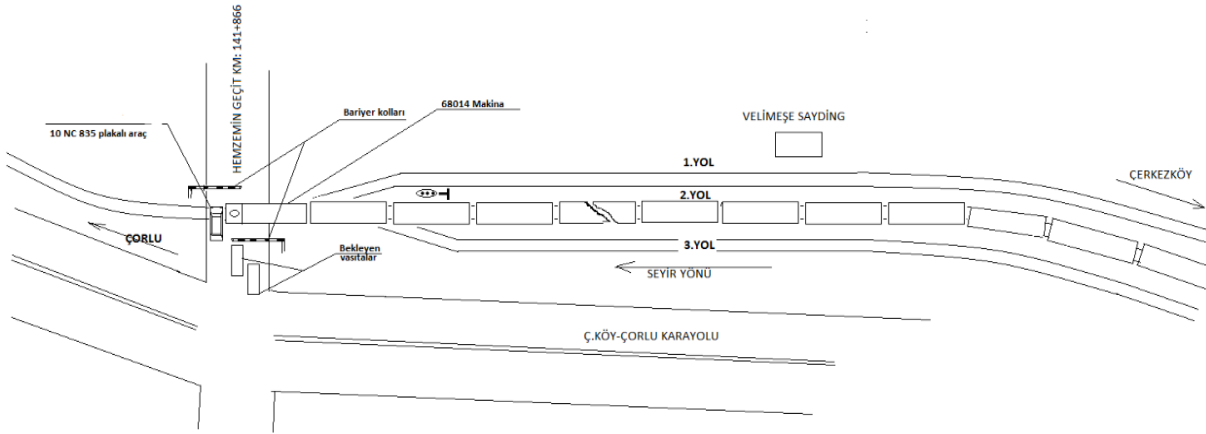 HEMZEMİN GEÇİT KM: 141+866
10 NC 835 plakalı araç
Bariyer kolları
68014 Makina
VELİMEŞE SAYDİNG
1.YOL
ÇERKEZKÖY
2.YOL
ÇORLU
3.YOL
Bekleyen
vasıtalar
SEYİR YÖNÜ
Ç.KÖY-ÇORLU KARAYOLU